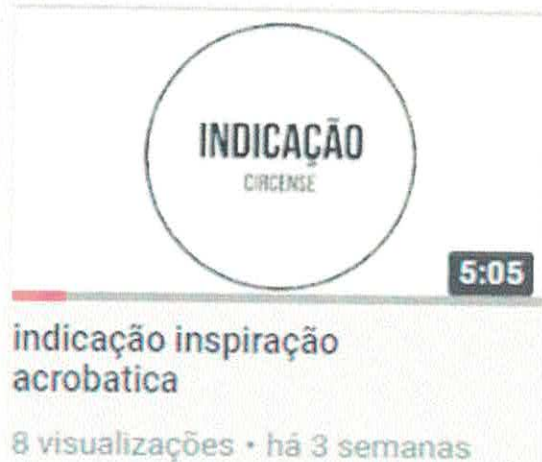 INDICAÇÃO
CIRCENSE
5:05
indicação inspiração
acrobatica
8 visualizações • há 3 semanas